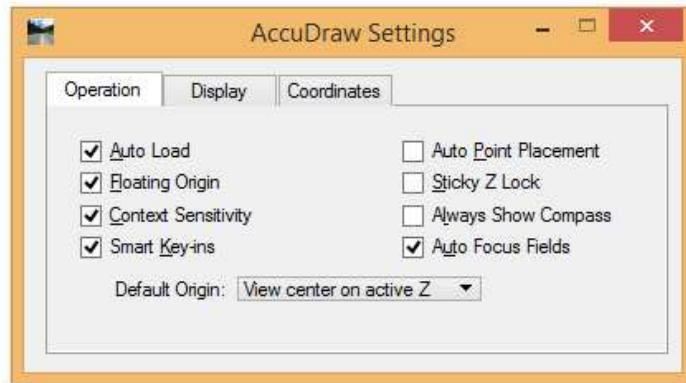 AccuDraw Settings
Operation Display Coordinates
Auto Load Auto Point Placement
Floating Origin Sticky Z Lock
Context Sensitivity Always Show Compass
Smart Key-ins Auto Focus Fields
Default Origin: View center on active Z